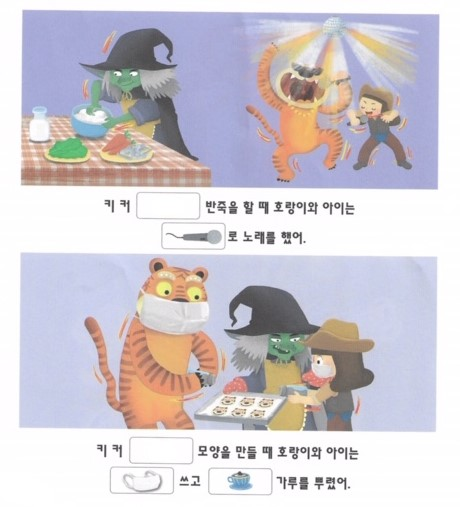 키 커 반죽을 할 때 호랑이와 아이는
로 노래를 했어.
키 커 모양을 만들 때 호랑이와 아이는
쓰고 가루를 뿌렸어.